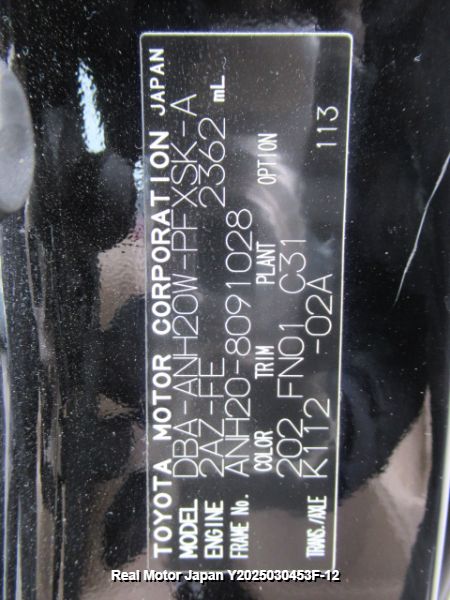 TOYOTA MOTOR CORPORATION JAPAN
MODEL DBA-ANH20W-PFXSK-A
ENGINE 2AZ-FE 2362 mL
FRAME No. ANH20-8091028
COLOR TRIM PLANT OPTION
202 FN01 C31
TRANS./AXLE K112 -02A 113
Real Motor Japan Y2025030453F-12